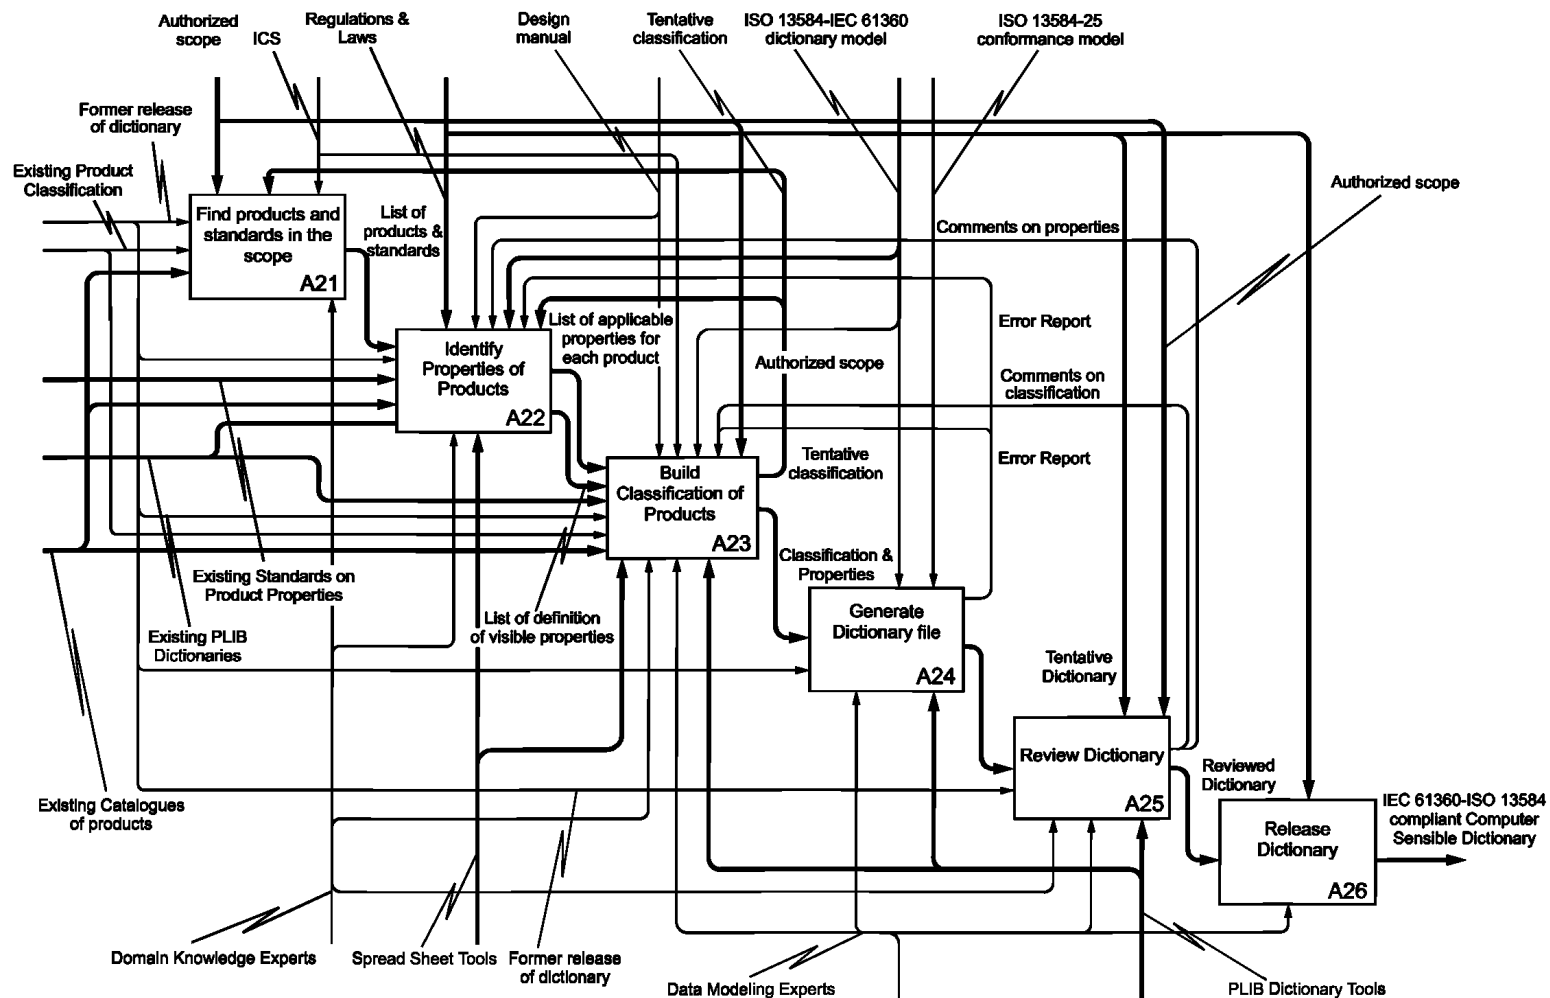 Authorized
scope
ICS
Regulations &
Laws
Design
manual
Tentative
classification
ISO 13584-IEC 61360
dictionary model
ISO 13584-25
conformance model
Former release
of dictionary
Existing Product
Classification
Find products and
standards in the
scope
A21
List of
products &
standards
Authorized scope
Comments on properties
Identify
Properties of
Products
A22
List of applicable
properties for
each product
Error Report
Authorized scope
Comments on
classification
Build
Classification of
Products
A23
Tentative
classification
Error Report
Existing Standards on
Product Properties
Existing PLIB
Dictionaries
List of definition
of visible properties
Classification &
Properties
Generate
Dictionary file
A24
Tentative
Dictionary
Review Dictionary
A25
Reviewed
Dictionary
Existing Catalogues
of products
Release
Dictionary
A26
IEC 61360-ISO 13584
compliant Computer
Sensible Dictionary
Domain Knowledge Experts
Spread Sheet Tools
Former release
of dictionary
Data Modeling Experts
PLIB Dictionary Tools